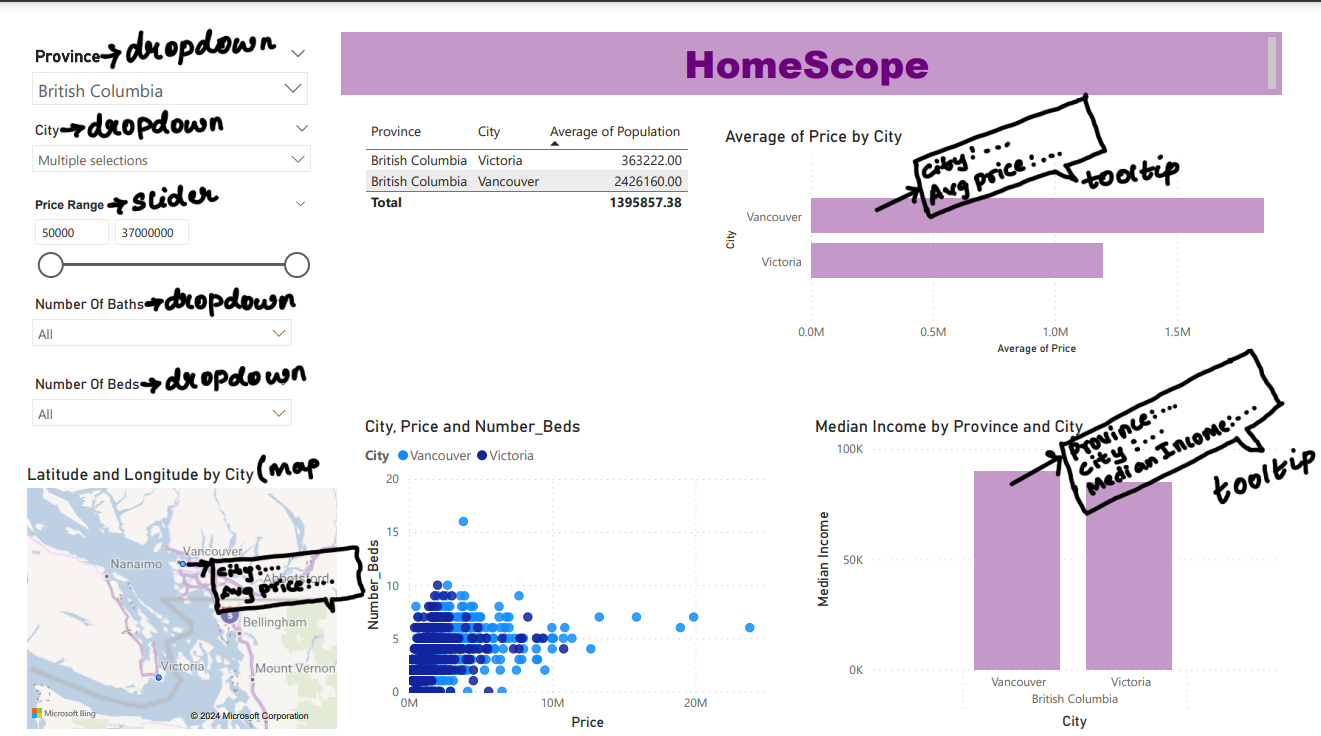 HomeScope
Province → dropdown
British Columbia
City → dropdown
Multiple selections
Price Range → slider
50000 37000000
Number Of Baths → dropdown
All
Number Of Beds → dropdown
All
Latitude and Longitude by City (map
Vancouver
Nanaimo
city:...
Abbotsford
Avg price:...
5
Bellingham
Victoria
Mount Vernon
Microsoft Bing
© 2024 Microsoft Corporation
Province City Average of Population
British Columbia Victoria 363222.00
British Columbia Vancouver 2426160.00
Total 1395857.38
Average of Price by City
city:...
Avg price:...
tooltip
City
Vancouver
Victoria
0.0M 0.5M 1.0M 1.5M
Average of Price
City, Price and Number_Beds
City Vancouver Victoria
Number_Beds
20
15
10
5
0
0M 10M 20M
Price
Median Income by Province and City
Province:...
city:...
Median Income:...
tooltip
Median Income
100K
50K
0K
Vancouver Victoria
British Columbia
City